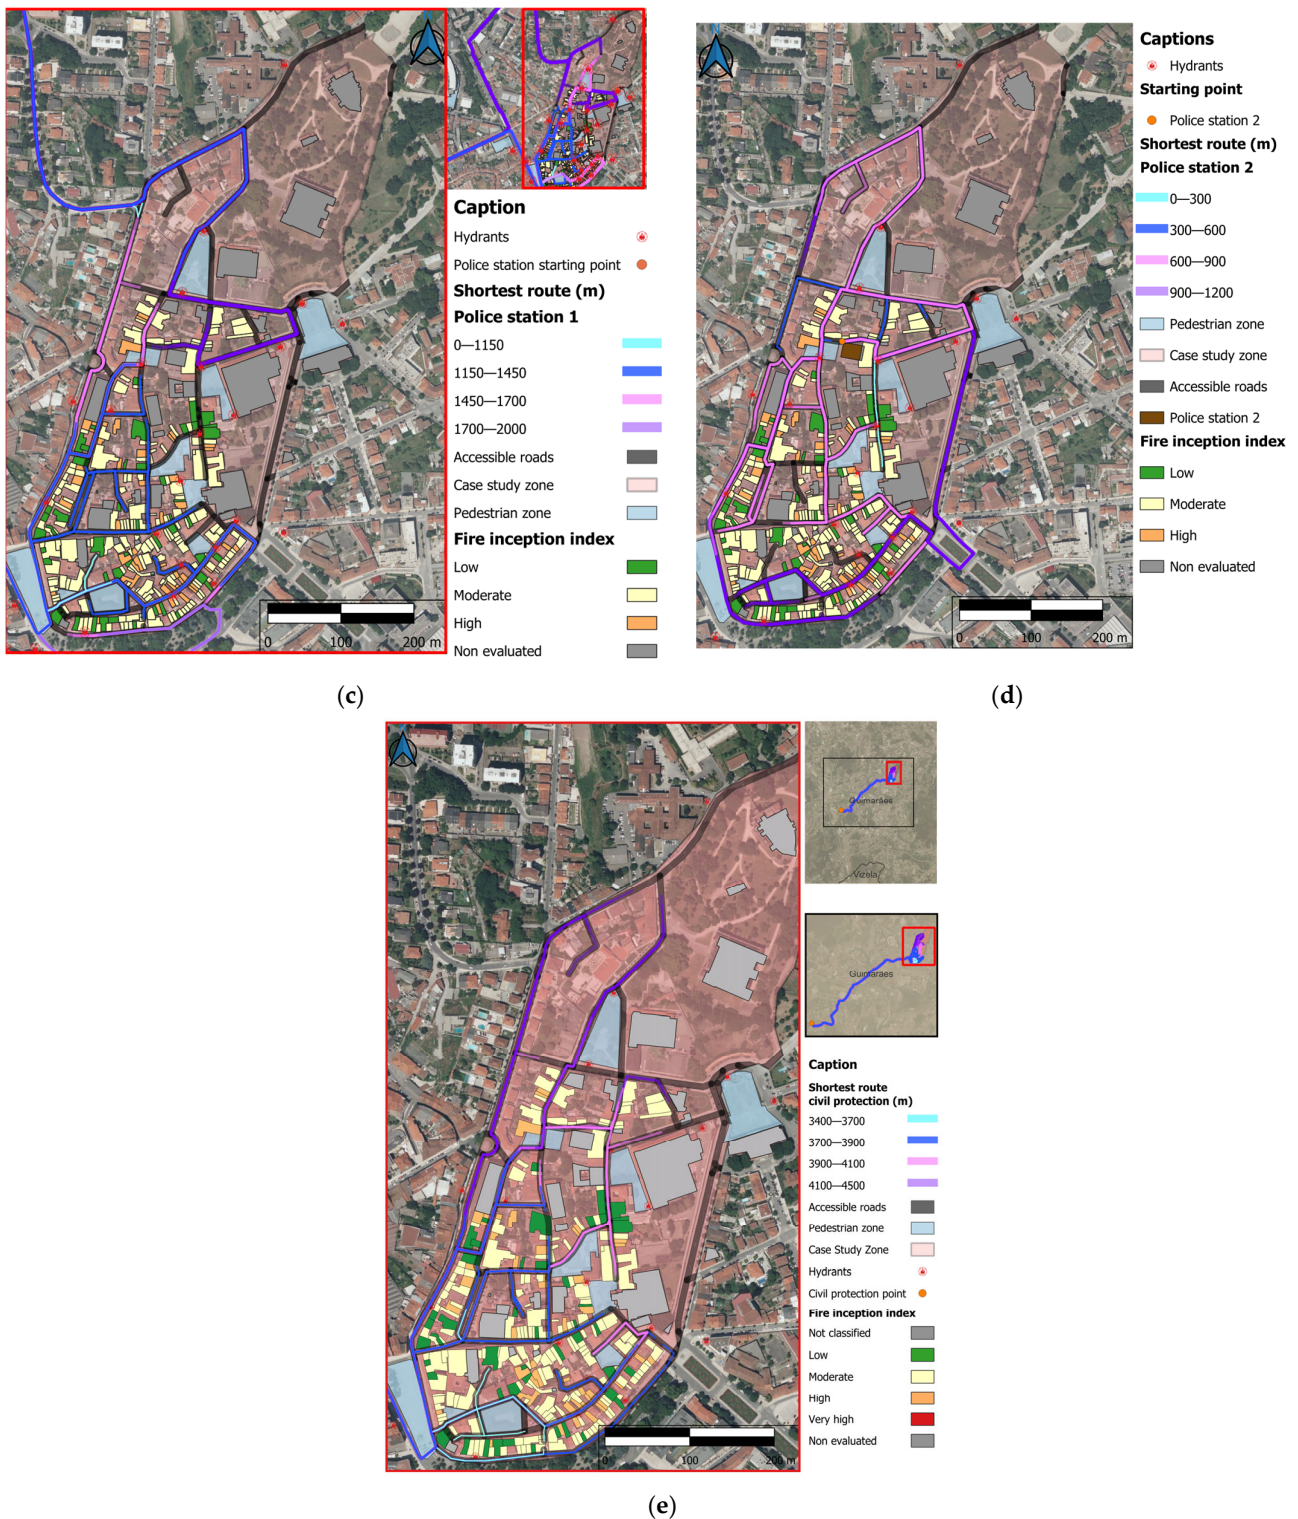 Caption
Hydrants
Police station starting point
Shortest route (m)
Police station 1
0—1150
1150—1450
1450—1700
1700—2000
Accessible roads
Case study zone
Pedestrian zone
Fire inception index
Low
Moderate
High
Non evaluated
0 100 200 m
(c)
Captions
Hydrants
Starting point
Police station 2
Shortest route (m)
Police station 2
0—300
300—600
600—900
900—1200
Pedestrian zone
Case study zone
Accessible roads
Police station 2
Fire inception index
Low
Moderate
High
Non evaluated
0 100 200 m
(d)
Guimarães
Vizela
Guimarães
Caption
Shortest route
civil protection (m)
3400—3700
3700—3900
3900—4100
4100—4500
Accessible roads
Pedestrian zone
Case Study Zone
Hydrants
Civil protection point
Fire inception index
Not classified
Low
Moderate
High
Very high
Non evaluated
0 100 200 m
(e)